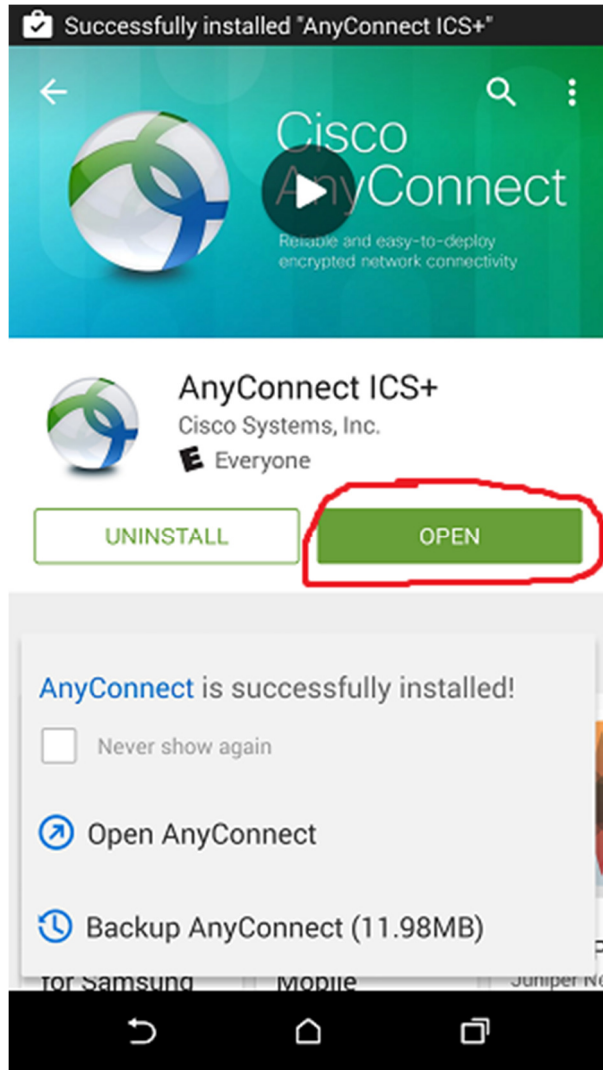 Successfully installed "AnyConnect ICS+"
Cisco
AnyConnect
Reliable and easy-to-deploy
encrypted network connectivity
AnyConnect ICS+
Cisco Systems, Inc.
E Everyone
UNINSTALL
OPEN
AnyConnect is successfully installed!
Never show again
Open AnyConnect
Backup AnyConnect (11.98MB)
for Samsung
Mobile
Juniper Ne